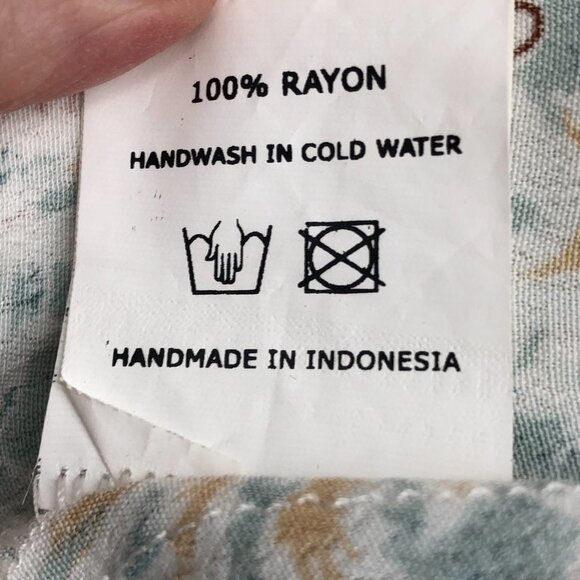 100% RAYON
HANDWASH IN COLD WATER
HANDMADE IN INDONESIA